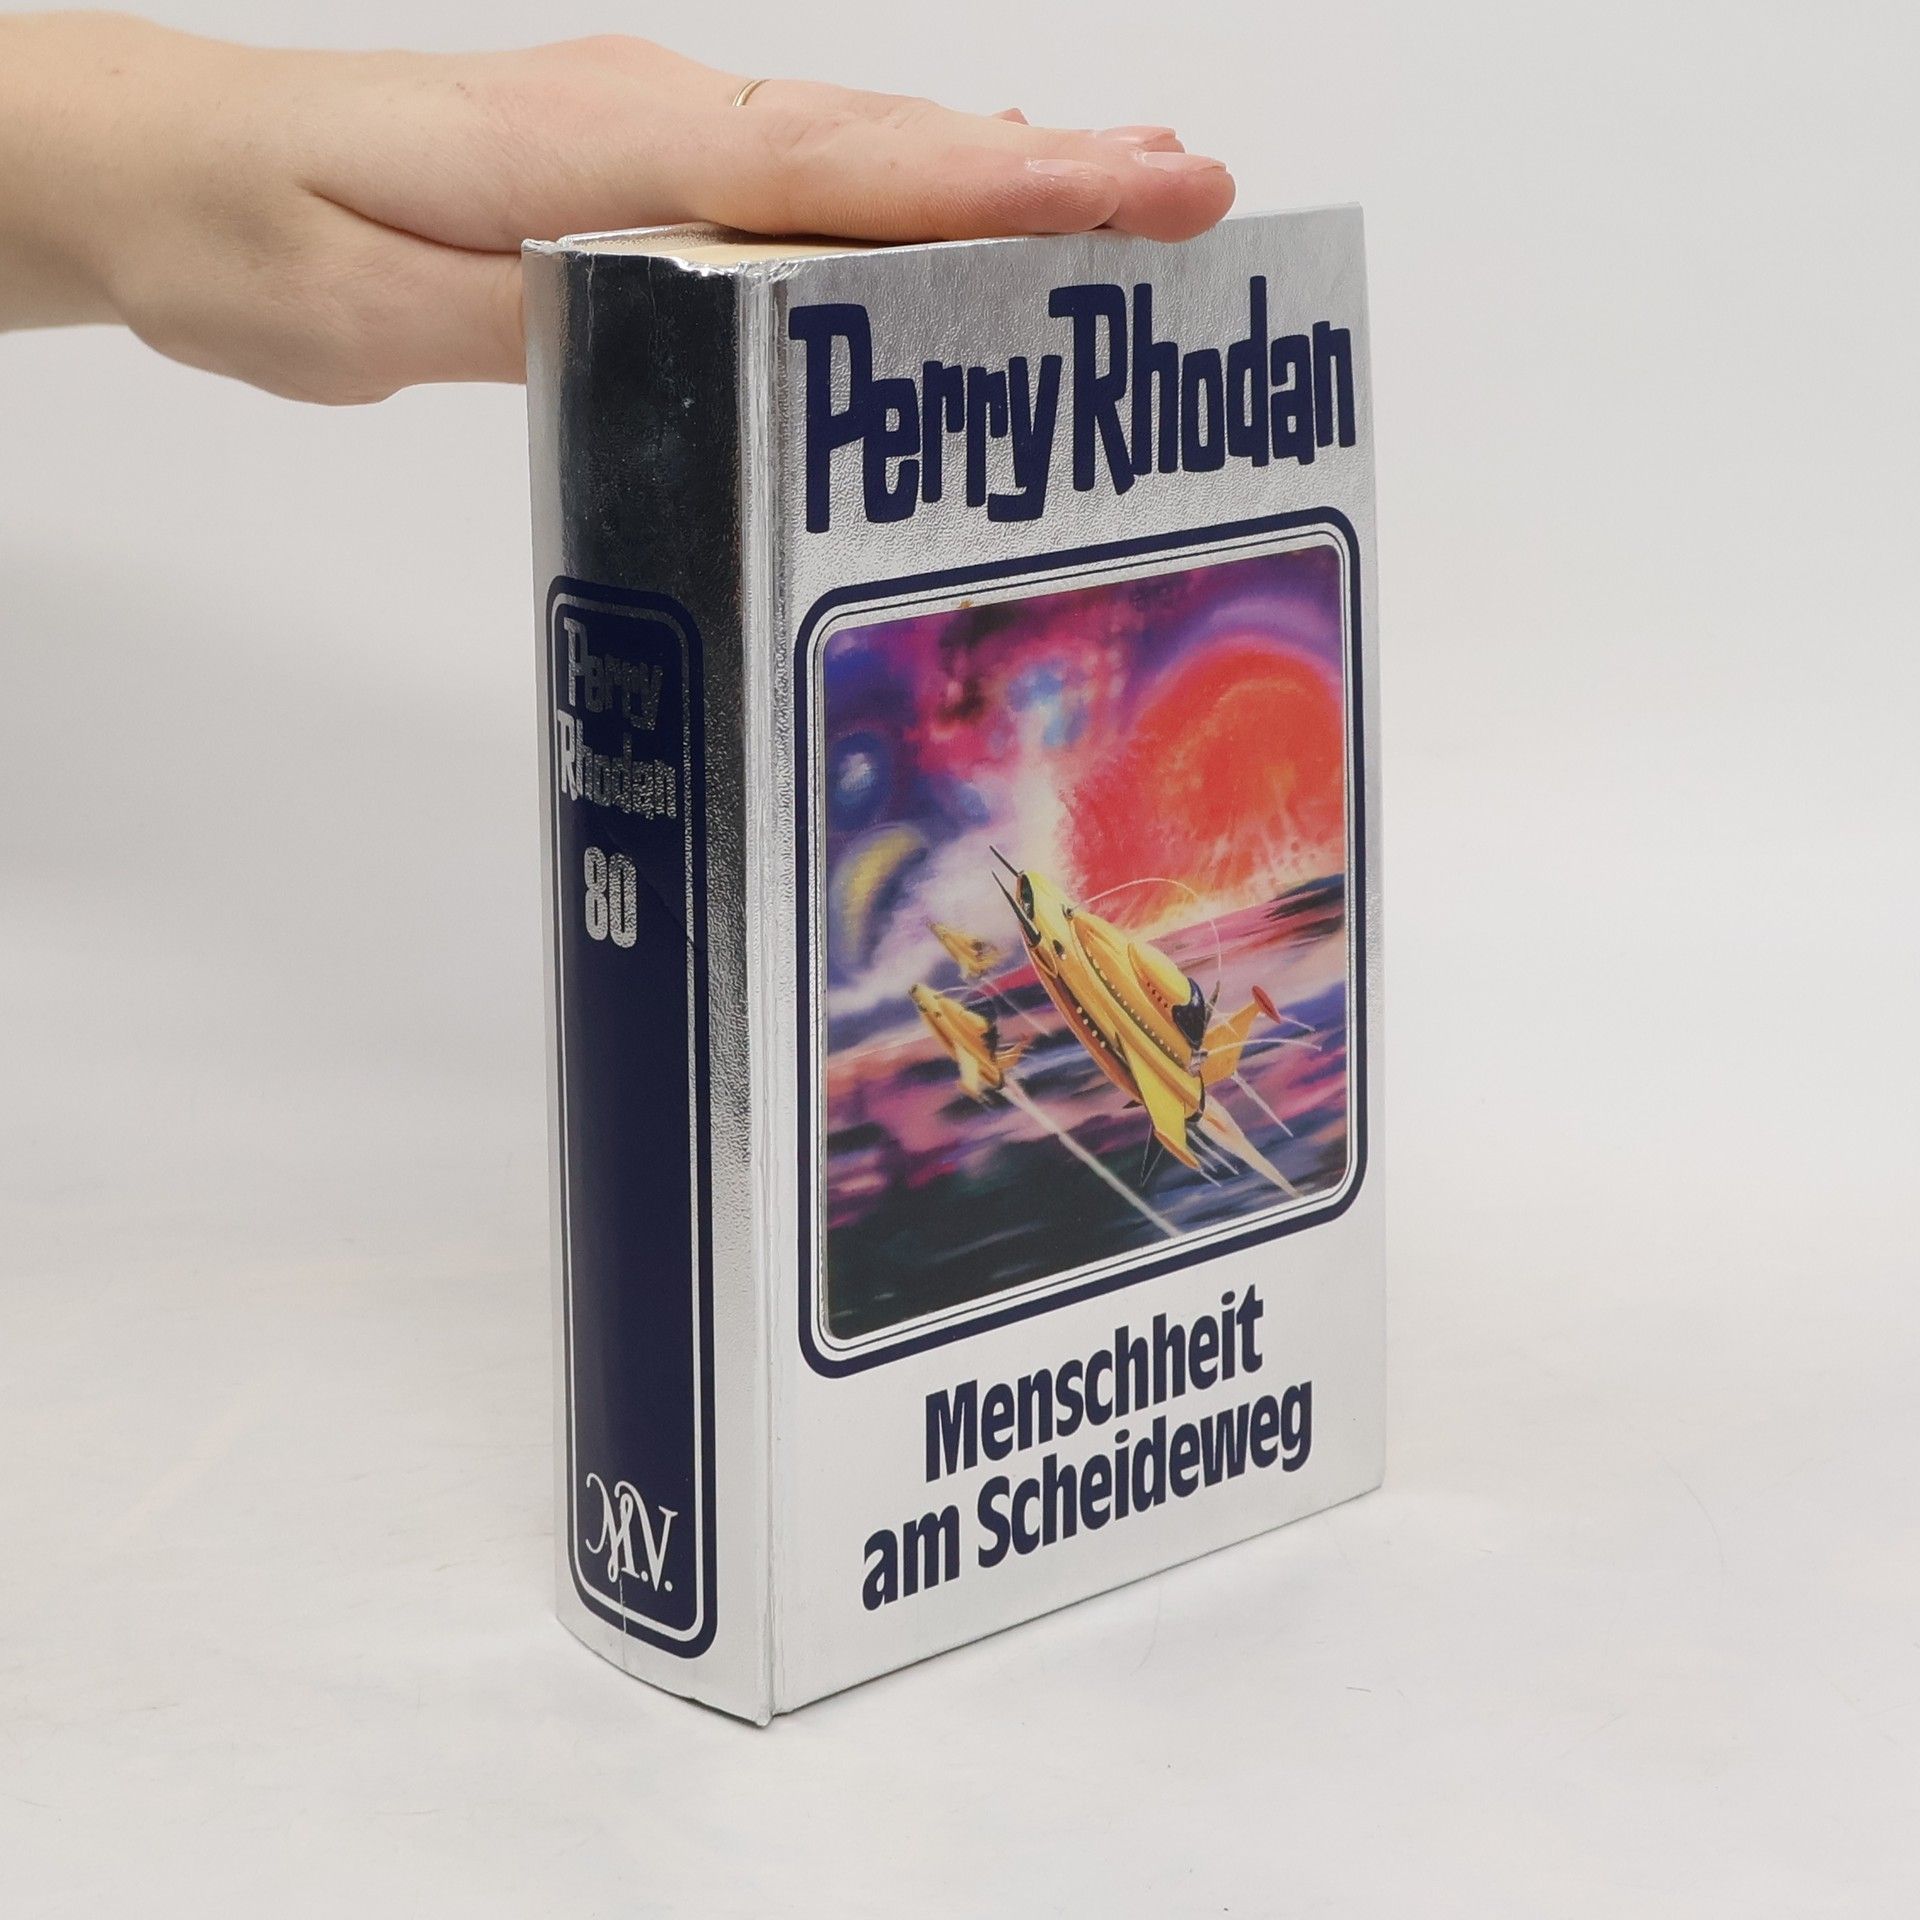 Perry Rhodan
Menschheit
am Scheideweg
Perry
Rhodan
80
M.V.